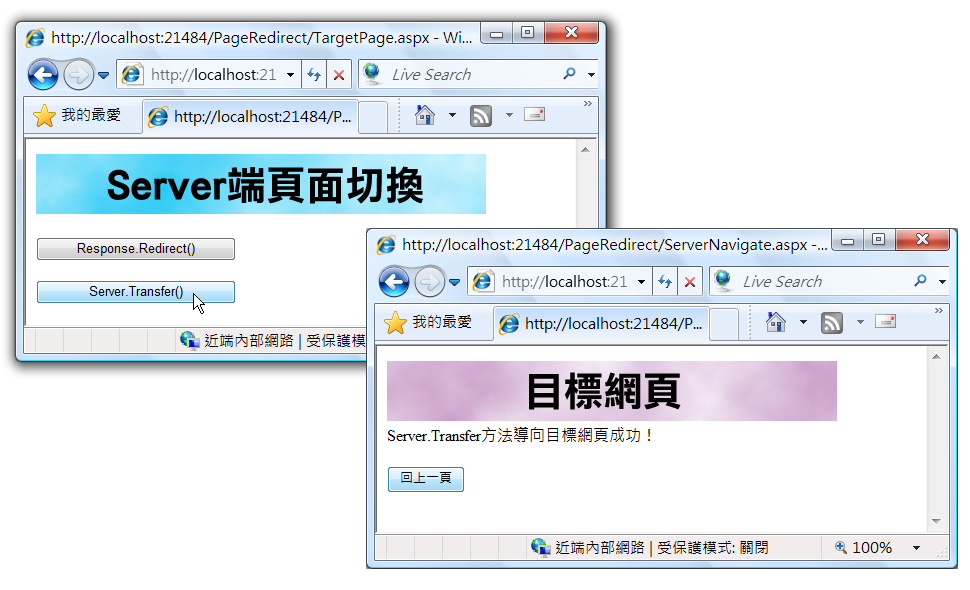 http://localhost:21484/PageRedirect/TargetPage.aspx - Wi...
http://localhost:21
Live Search
我的最愛
http://localhost:21484/P...
Server端頁面切換
Response.Redirect()
Server.Transfer()
近端內部網路 | 受保護模
http://localhost:21484/PageRedirect/ServerNavigate.aspx -...
http://localhost:21
Live Search
我的最愛
http://localhost:21484/P...
目標網頁
Server.Transfer方法導向目標網頁成功！
回上一頁
近端內部網路 | 受保護模式: 關閉
100%